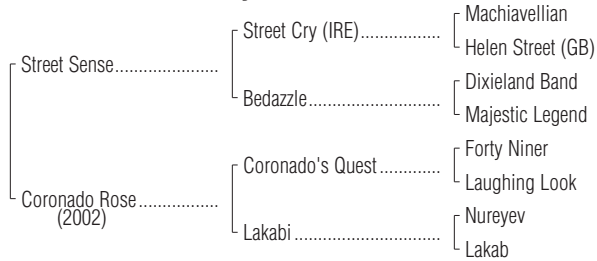 Machiavellian
Street Cry (IRE)..................
Helen Street (GB)
Street Sense.......................
Dixieland Band
Bedazzle.............................
Majestic Legend
Forty Niner
Coronado's Quest.............
Laughing Look
Coronado Rose.................
(2002)
Nureyev
Lakabi................................
Lakab